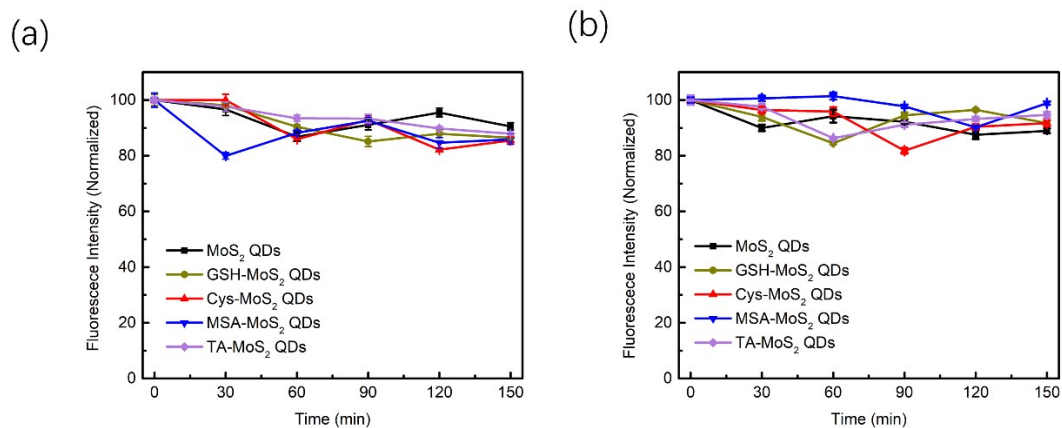 (a)
Fluorescece Intensity (Normalized)
100
80
60
40
20
0
MoS₂ QDs
GSH-MoS₂ QDs
Cys-MoS₂ QDs
MSA-MoS₂ QDs
TA-MoS₂ QDs
0 30 60 90 120 150
Time (min)
(b)
Fluorescece Intensity (Normalized)
100
80
60
40
20
0
MoS₂ QDs
GSH-MoS₂ QDs
Cys-MoS₂ QDs
MSA-MoS₂ QDs
TA-MoS₂ QDs
0 30 60 90 120 150
Time (min)